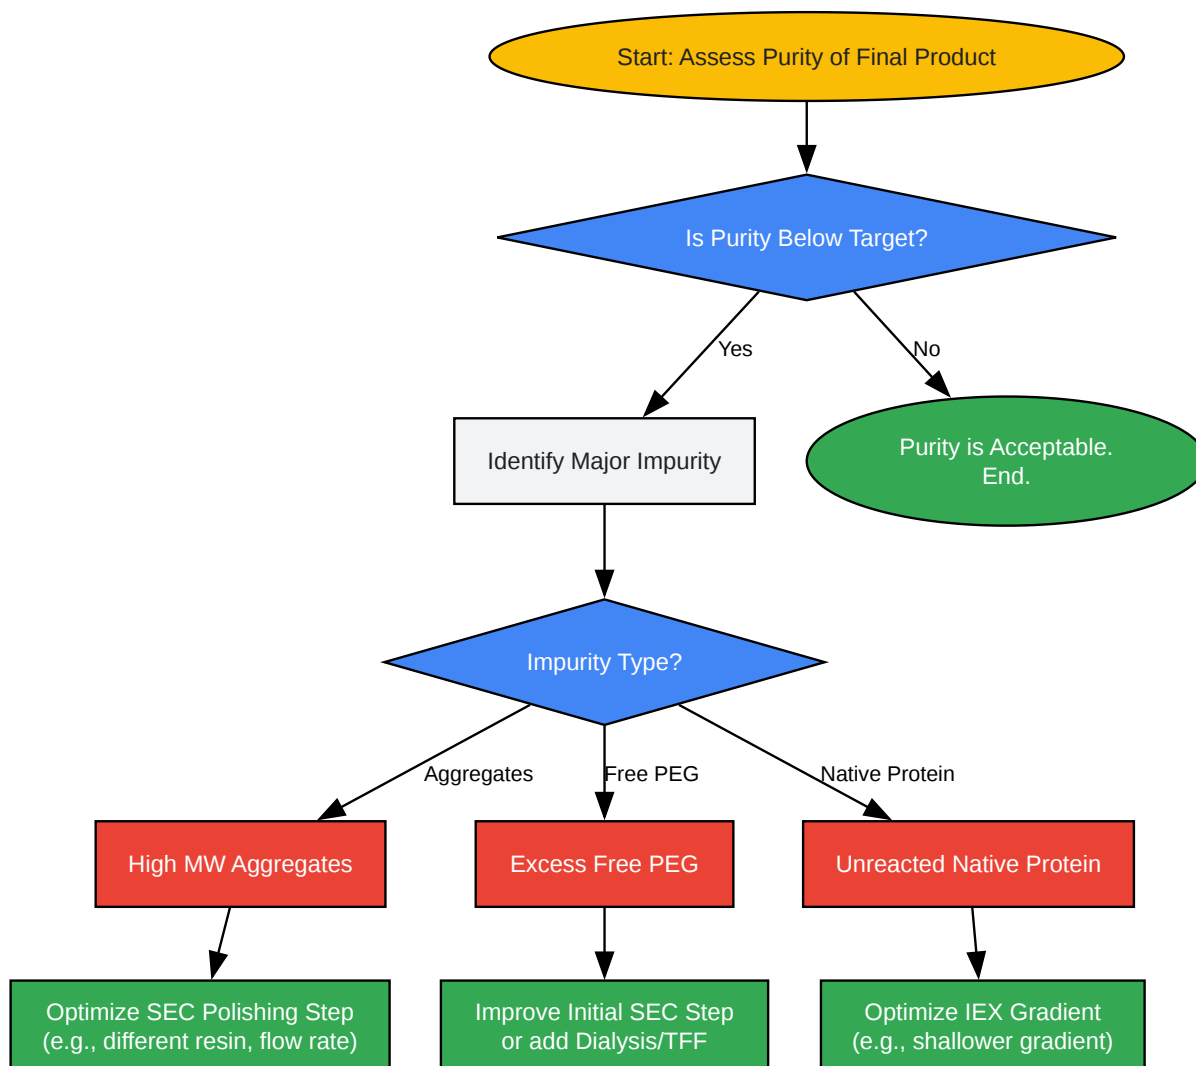 Start: Assess Purity of Final Product
Is Purity Below Target?
Yes
No
Identify Major Impurity
Purity is Acceptable.
End.
Impurity Type?
Aggregates
Free PEG
Native Protein
High MW Aggregates
Excess Free PEG
Unreacted Native Protein
Optimize SEC Polishing Step
(e.g., different resin, flow rate)
Improve Initial SEC Step
or add Dialysis/TFF
Optimize IEX Gradient
(e.g., shallower gradient)